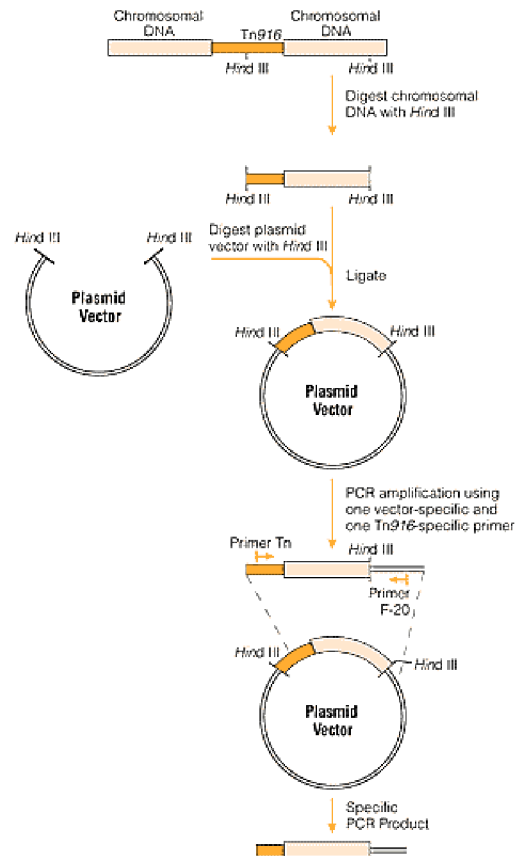 Chromosomal
DNA
Tn916
Chromosomal
DNA
Hind III
Hind III
Digest chromosomal
DNA with Hind III
Hind III
Hind III
Digest plasmid
vector with Hind III
Ligate
Hind III
Hind III
Plasmid
Vector
Hind III
Hind III
Plasmid
Vector
PCR amplification using
one vector-specific and
one Tn916-specific primer
Primer Tn
Hind III
Primer
F-20
Hind III
Hind III
Plasmid
Vector
Specific
PCR Product